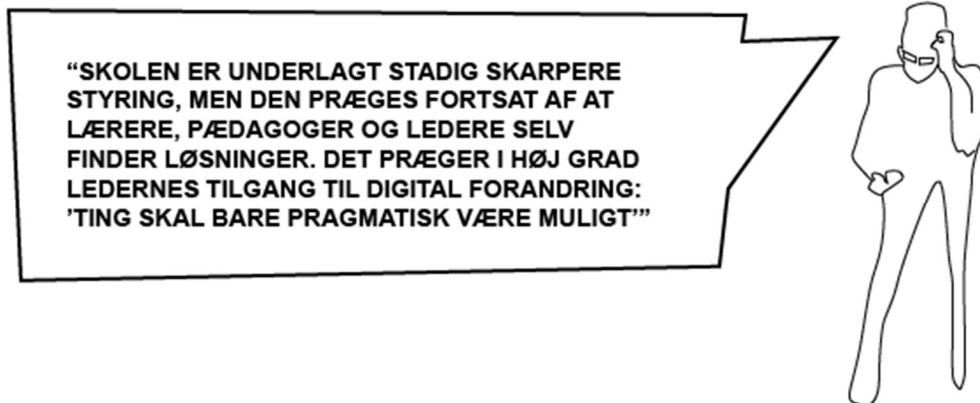 “SKOLEN ER UNDERLAGT STADIG SKARPERE
STYRING, MEN DEN PRÆGES FORTSAT AF AT
LÆRERE, PÆDAGOGER OG LEDERE SELV
FINDER LØSNINGER. DET PRÆGER I HØJ GRAD
LEDERNES TILGANG TIL DIGITAL FORANDRING:
’TING SKAL BARE PRAGMATISK VÆRE MULIGT’”